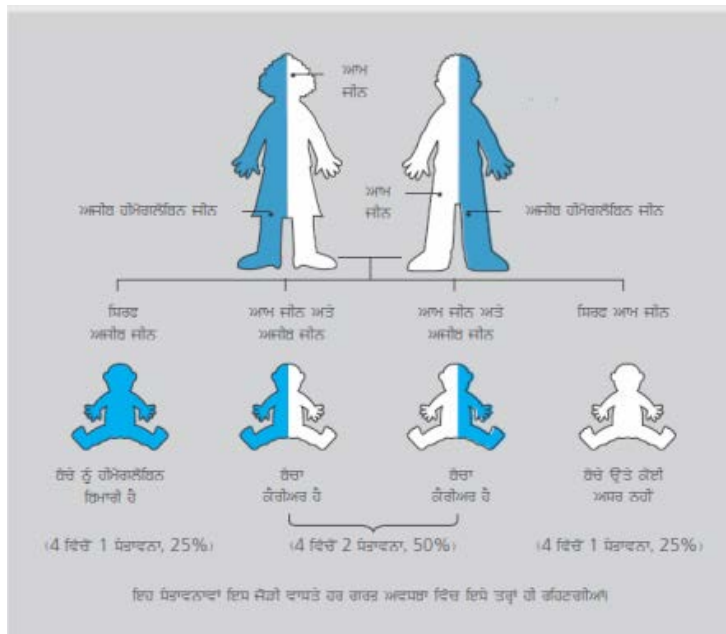 ਆਮ
ਜੀਨ
ਆਮ
ਜੀਨ
ਅਜੀਬ ਹੀਮੋਗਲੋਬਿਨ ਜੀਨ
ਅਜੀਬ ਹੀਮੋਗਲੋਬਿਨ ਜੀਨ
ਸਿਰਫ
ਅਜੀਬ ਜੀਨ
ਆਮ ਜੀਨ ਅਤੇ
ਅਜੀਬ ਜੀਨ
ਆਮ ਜੀਨ ਅਤੇ
ਅਜੀਬ ਜੀਨ
ਸਿਰਫ ਆਮ ਜੀਨ
ਬੱਚੇ ਨੂੰ ਹੀਮੋਗਲੋਬਿਨ
ਬਿਮਾਰੀ ਹੈ
ਬੱਚਾ
ਕੈਰੀਅਰ ਹੈ
ਬੱਚਾ
ਕੈਰੀਅਰ ਹੈ
ਬੱਚੇ ਉੱਤੇ ਕੋਈ
ਅਸਰ ਨਹੀਂ
(4 ਵਿੱਚੋਂ 1 ਸੰਭਾਵਨਾ, 25%)
(4 ਵਿੱਚੋਂ 2 ਸੰਭਾਵਨਾ, 50%)
(4 ਵਿੱਚੋਂ 1 ਸੰਭਾਵਨਾ, 25%)
ਇਹ ਸੰਭਾਵਨਾਵਾਂ ਇਸ ਜੋੜੀ ਵਾਸਤੇ ਹਰ ਗਰਭ ਅਵਸਥਾ ਵਿੱਚ ਇਸੇ ਤਰ੍ਹਾਂ ਹੀ ਰਹਿਣਗੀਆਂ।